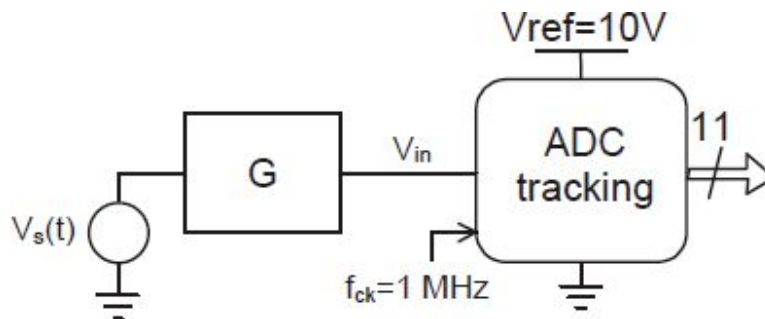 Vref=10V
11
G
Vin
ADC
tracking
Vs(t)
fck=1 MHz